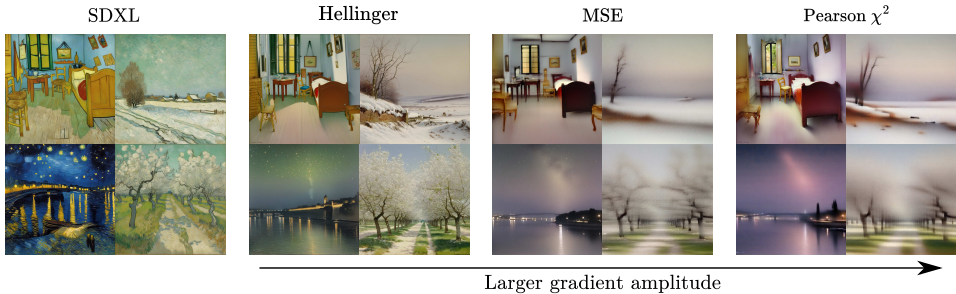 SDXL
Hellinger
MSE
Pearson χ²
Larger gradient amplitude